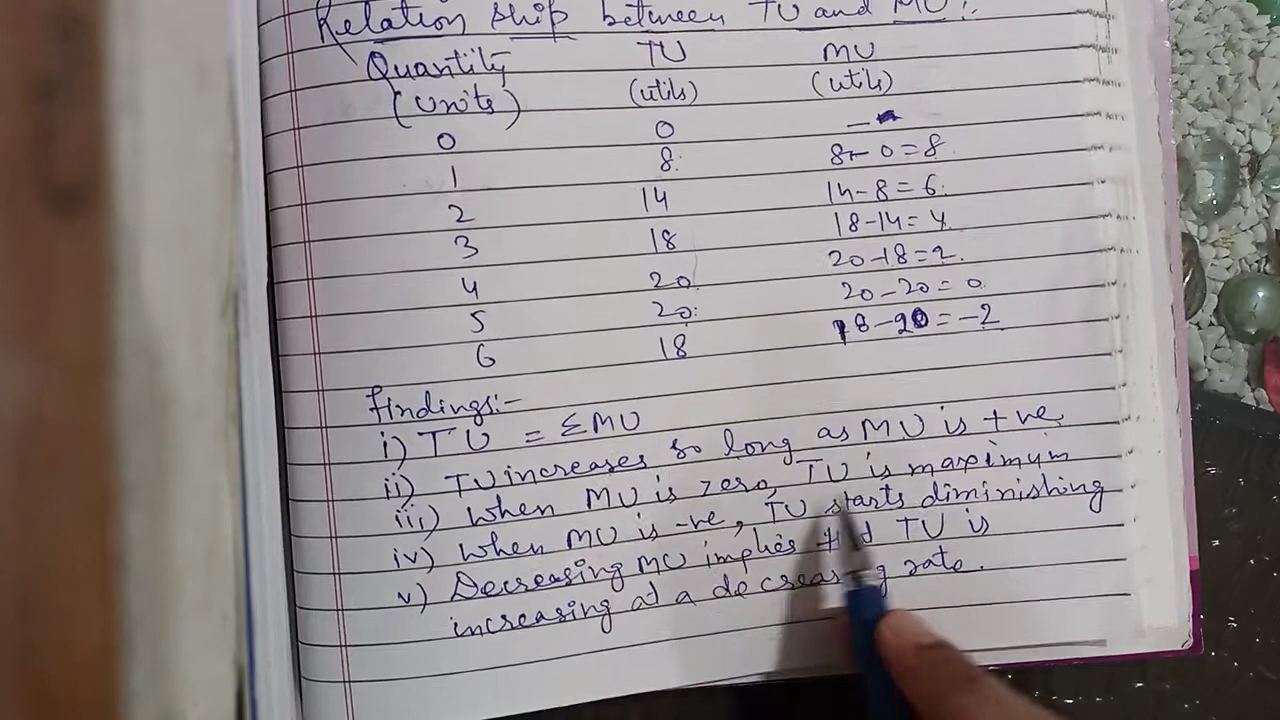 Relation ship between TU and MU:-
Quantity TU MU
(Units) (utils) (utils)
0 0 -
1 8 8-0=8
2 14 14-8=6
3 18 18-14=4
4 20 20-18=2
5 20 20-20=0
6 18 18-20=-2
findings:-
i) TU = ΣMU
ii) TU increases so long as MU is +ve
iii) When MU is zero, TU is maximum
iv) When MU is -ve, TU starts diminishing
v) Decreasing MU implies TU is
increasing at a decreasing rate.